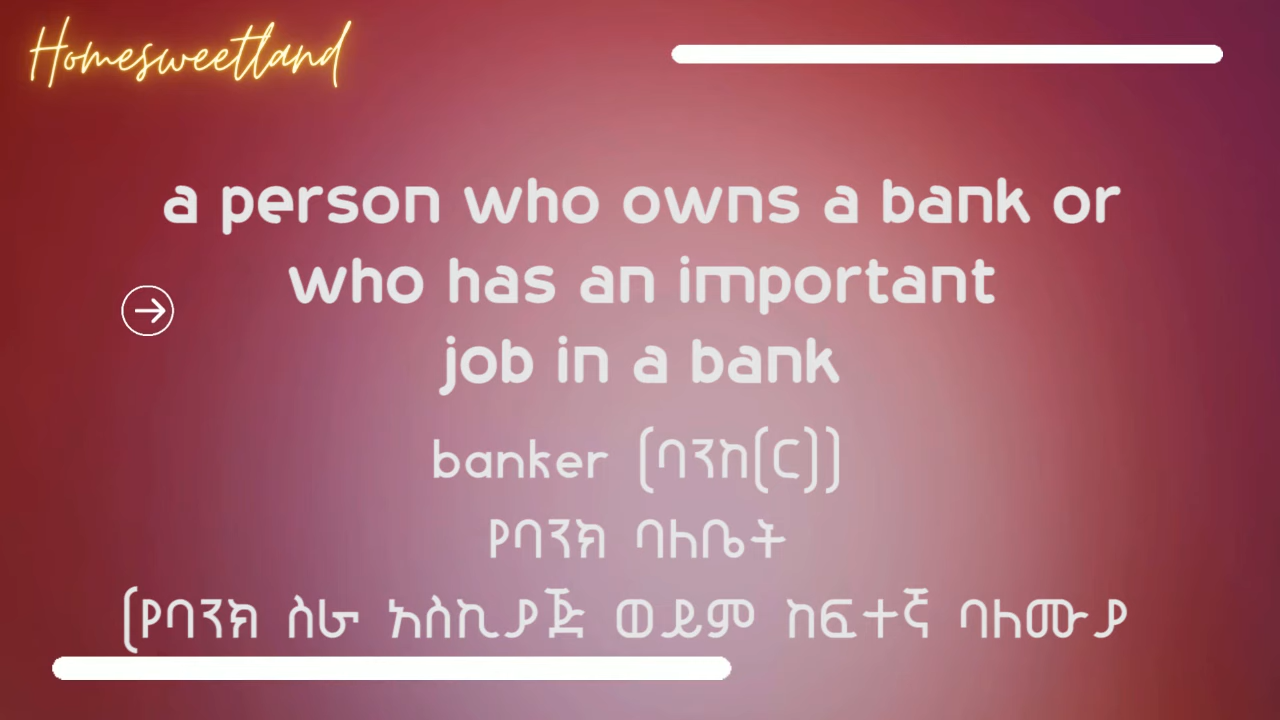 Homesweetland
a person who owns a bank or
who has an important
job in a bank
banker (ባንከ(ር))
የባንክ ባለቤት
(የባንክ ስራ አስኪያጅ ወይም ከፍተኛ ባለሙያ